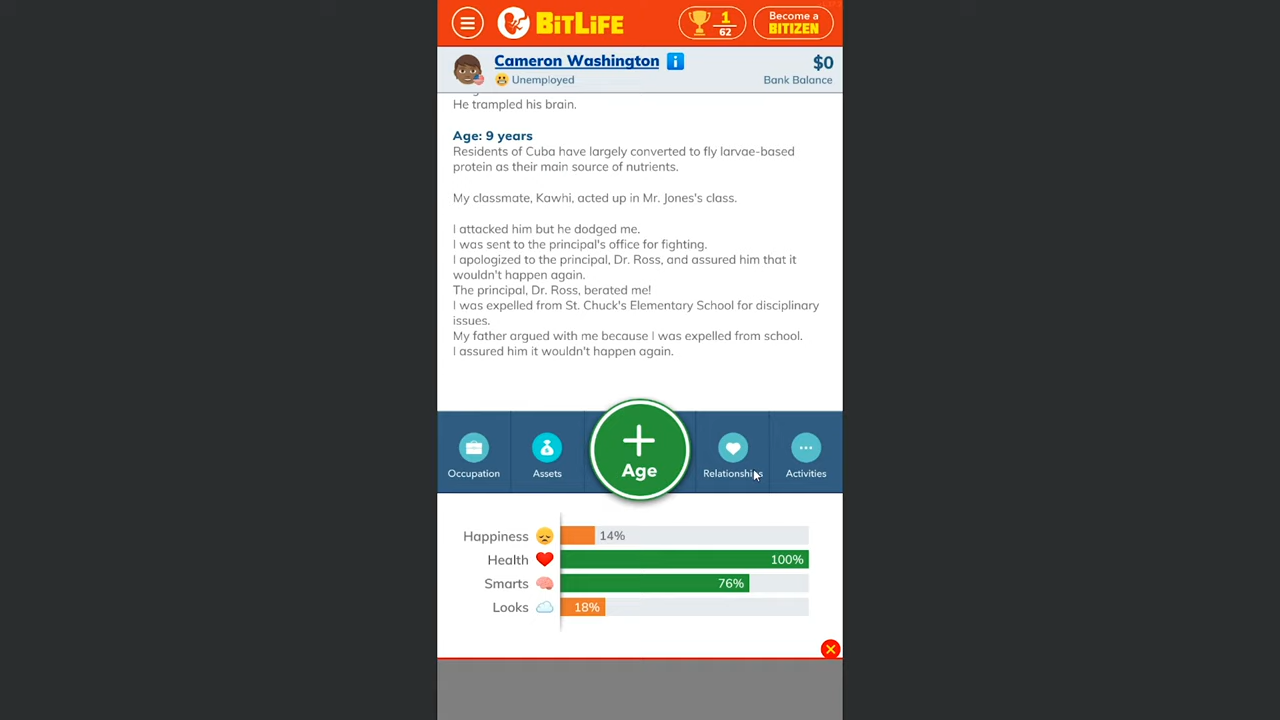 BitLife
1
62
Become a
BITIZEN
Cameron Washington
$0
Unemployed
Bank Balance
He trampled his brain.
Age: 9 years
Residents of Cuba have largely converted to fly larvae-based
protein as their main source of nutrients.
My classmate, Kawhi, acted up in Mr. Jones's class.
I attacked him but he dodged me.
I was sent to the principal's office for fighting.
I apologized to the principal, Dr. Ross, and assured him that it
wouldn't happen again.
The principal, Dr. Ross, berated me!
I was expelled from St. Chuck's Elementary School for disciplinary
issues.
My father argued with me because I was expelled from school.
I assured him it wouldn't happen again.
Occupation
Assets
Age
Relationships
Activities
Happiness 14%
Health 100%
Smarts 76%
Looks 18%